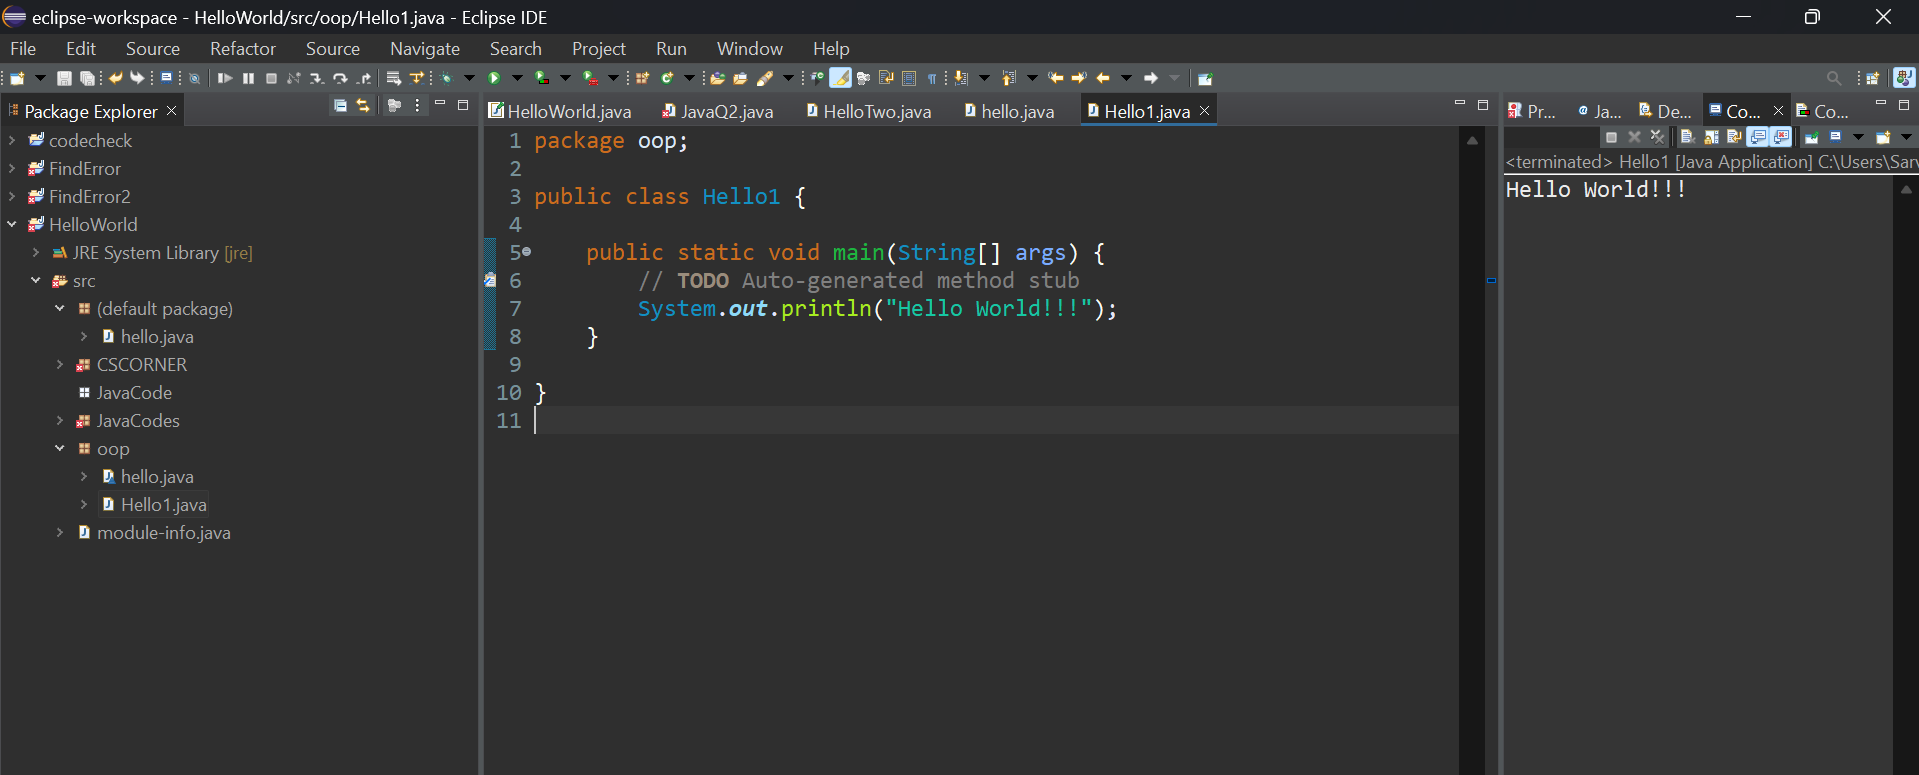 eclipse-workspace - HelloWorld/src/oop/Hello1.java - Eclipse IDE
File Edit Source Refactor Source Navigate Search Project Run Window Help
Package Explorer
codecheck
FindError
FindError2
HelloWorld
JRE System Library [jre]
src
(default package)
hello.java
CSCORNER
JavaCode
JavaCodes
oop
hello.java
Hello1.java
module-info.java
HelloWorld.java JavaQ2.java HelloTwo.java hello.java Hello1.java
1 package oop;
2
3 public class Hello1 {
4
5 public static void main(String[] args) {
6 // TODO Auto-generated method stub
7 System.out.println("Hello World!!!");
8 }
9
10 }
11
Pr... Ja... De... Co... Co...
<terminated> Hello1 [Java Application] C:\Users\Sarv
Hello World!!!